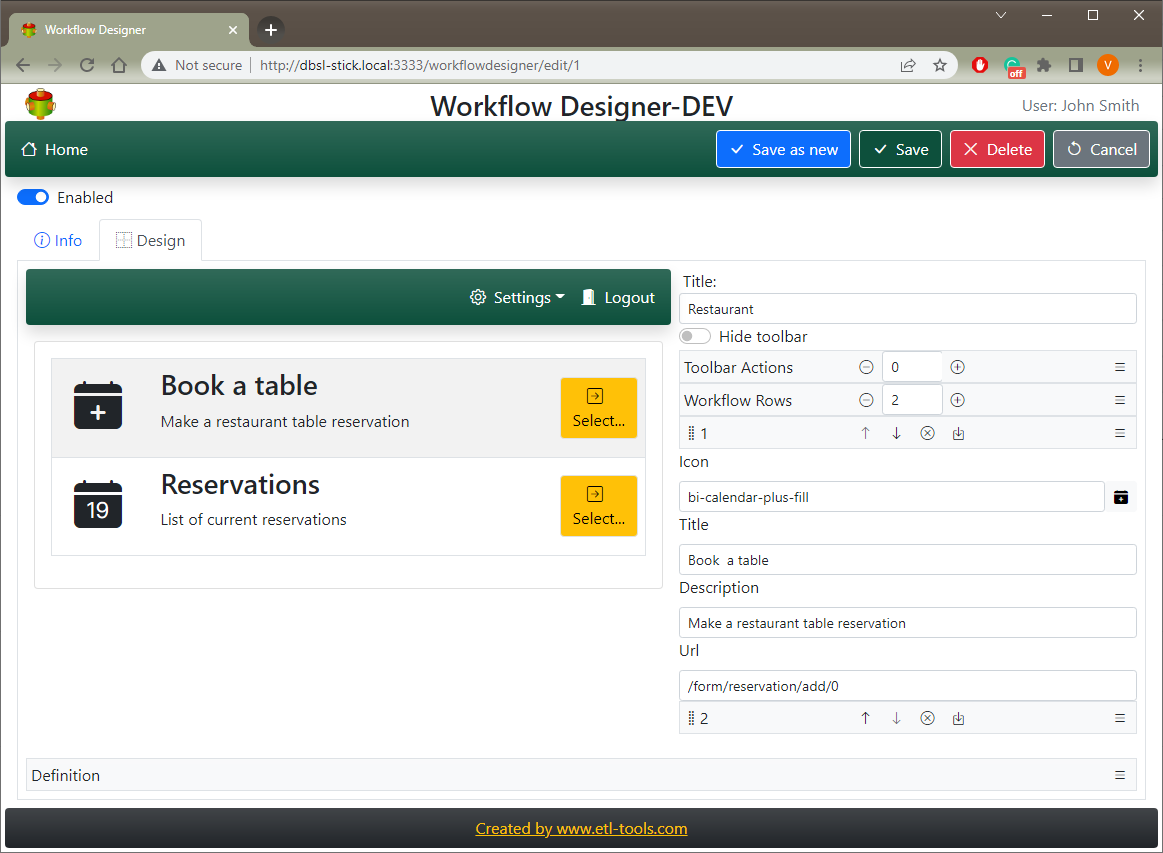 Workflow Designer
Not secure
http://dbsl-stick.local:3333/workflowdesigner/edit/1
off
V
Workflow Designer-DEV
User: John Smith
Home
Save as new
Save
Delete
Cancel
Enabled
Info
Design
Settings
Logout
Book a table
Make a restaurant table reservation
Select...
19
Reservations
List of current reservations
Select...
Title:
Restaurant
Hide toolbar
Toolbar Actions
0
Workflow Rows
2
1
Icon
bi-calendar-plus-fill
Title
Book  a table
Description
Make a restaurant table reservation
Url
/form/reservation/add/0
2
Definition
Created by www.etl-tools.com